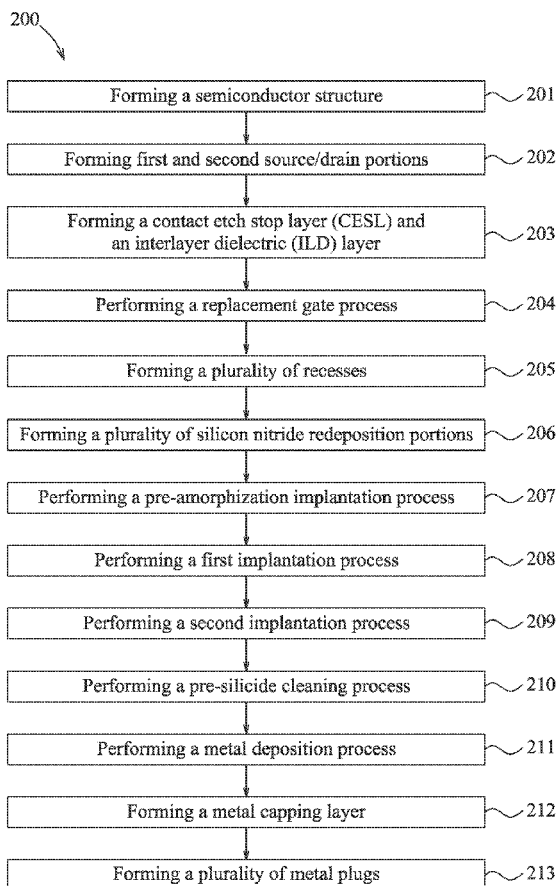 200
Forming a semiconductor structure 201
Forming first and second source/drain portions 202
Forming a contact etch stop layer (CESL) and
an interlayer dielectric (ILD) layer 203
Performing a replacement gate process 204
Forming a plurality of recesses 205
Forming a plurality of silicon nitride redeposition portions 206
Performing a pre-amorphization implantation process 207
Performing a first implantation process 208
Performing a second implantation process 209
Performing a pre-silicide cleaning process 210
Performing a metal deposition process 211
Forming a metal capping layer 212
Forming a plurality of metal plugs 213